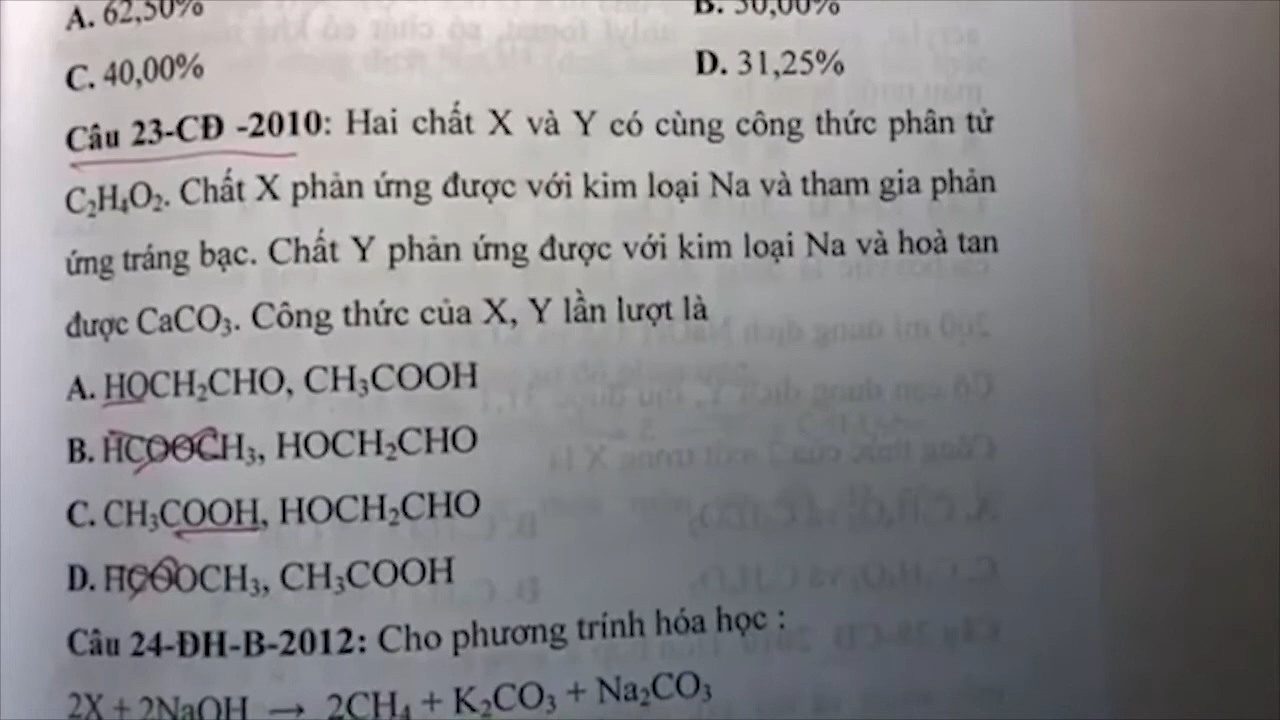 A. 62,50%
B. 50,00%
C. 40,00%
D. 31,25%
Câu 23-CĐ -2010: Hai chất X và Y có cùng công thức phân tử
C₂H₄O₂. Chất X phản ứng được với kim loại Na và tham gia phản
ứng tráng bạc. Chất Y phản ứng được với kim loại Na và hoà tan
được CaCO₃. Công thức của X, Y lần lượt là
A. HOCH₂CHO, CH₃COOH
B. HCOOCH₃, HOCH₂CHO
C. CH₃COOH, HOCH₂CHO
D. HCOOCH₃, CH₃COOH
Câu 24-ĐH-B-2012: Cho phương trính hóa học :
2X + 2NaOH → 2CH₄ + K₂CO₃ + Na₂CO₃